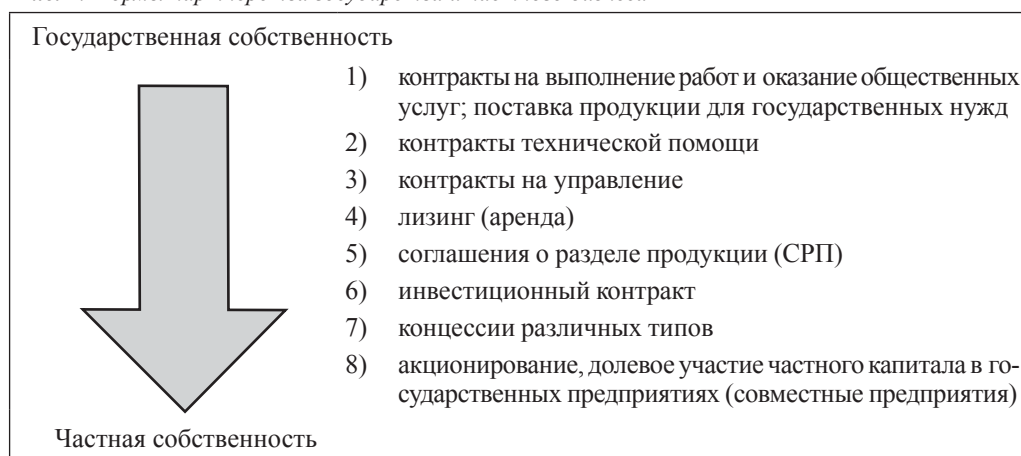 Государственная собственность
1) контракты на выполнение работ и оказание общественных
услуг; поставка продукции для государственных нужд
2) контракты технической помощи
3) контракты на управление
4) лизинг (аренда)
5) соглашения о разделе продукции (СРП)
6) инвестиционный контракт
7) концессии различных типов
8) акционирование, долевое участие частного капитала в го-
сударственных предприятиях (совместные предприятия)
Частная собственность